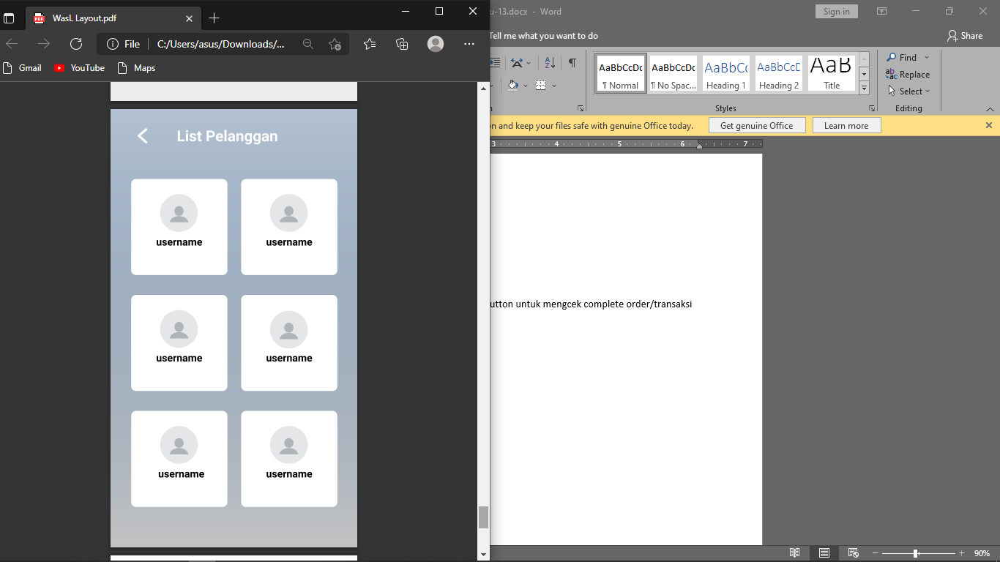 WasL Layout.pdf
File
C:/Users/asus/Downloads/...
Gmail
YouTube
Maps
List Pelanggan
username
username
username
username
username
username
u-13.docx - Word
Sign in
Tell me what you want to do
Share
AaBbCcDc
¶ Normal
AaBbCcDc
¶ No Spac...
AaBbCc
Heading 1
AaBbCcE
Heading 2
AaB
Title
Styles
Find
Replace
Select
Editing
on and keep your files safe with genuine Office today.
Get genuine Office
Learn more
3 4 5 6 7
utton untuk mengcek complete order/transaksi
90%